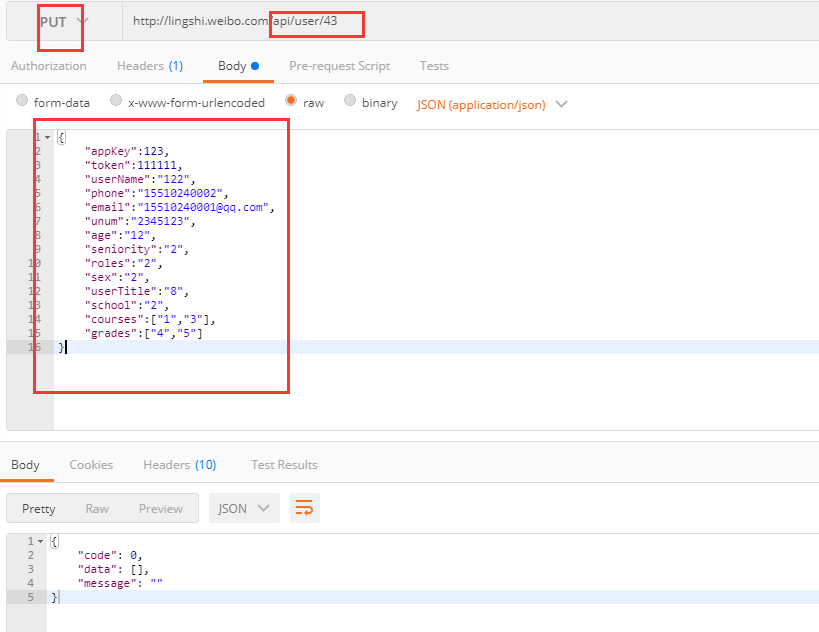 PUT http://lingshi.weibo.com/api/user/43
Authorization Headers (1) Body Pre-request Script Tests
form-data x-www-form-urlencoded raw binary JSON (application/json)
1 {
2 "appKey":123,
3 "token":111111,
4 "userName":"122",
5 "phone":"15510240002",
6 "email":"15510240001@qq.com",
7 "unum":"2345123",
8 "age":"12",
9 "seniority":"2",
10 "roles":"2",
11 "sex":"2",
12 "userTitle":"8",
13 "school":"2",
14 "courses":["1","3"],
15 "grades":["4","5"]
16 }
Body Cookies Headers (10) Test Results
Pretty Raw Preview JSON
1 {
2 "code": 0,
3 "data": [],
4 "message": ""
5 }